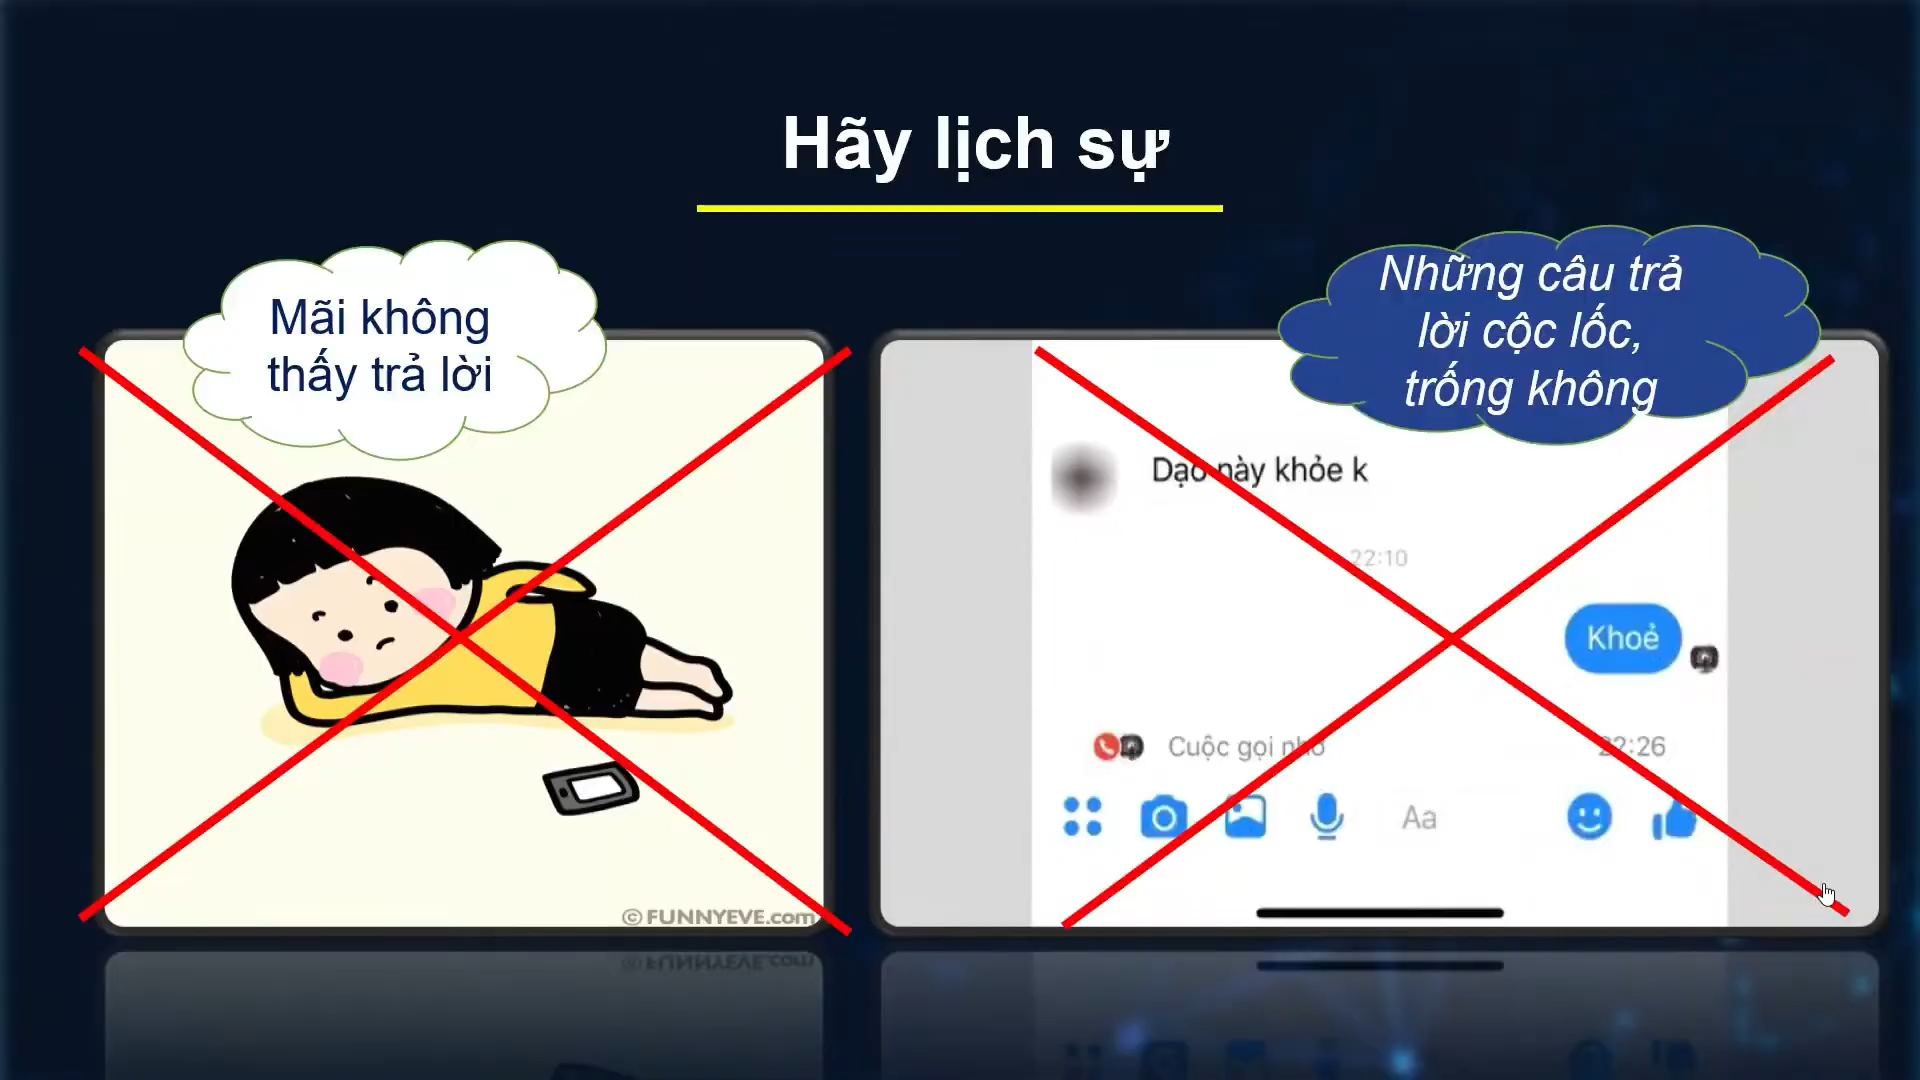 Hãy lịch sự
Mãi không
thấy trả lời
Những câu trả
lời cộc lốc,
trống không
Dạo này khỏe k
22:10
Khoẻ
Cuộc gọi nhỡ
22:26
Aa
© FUNNYEVE.com